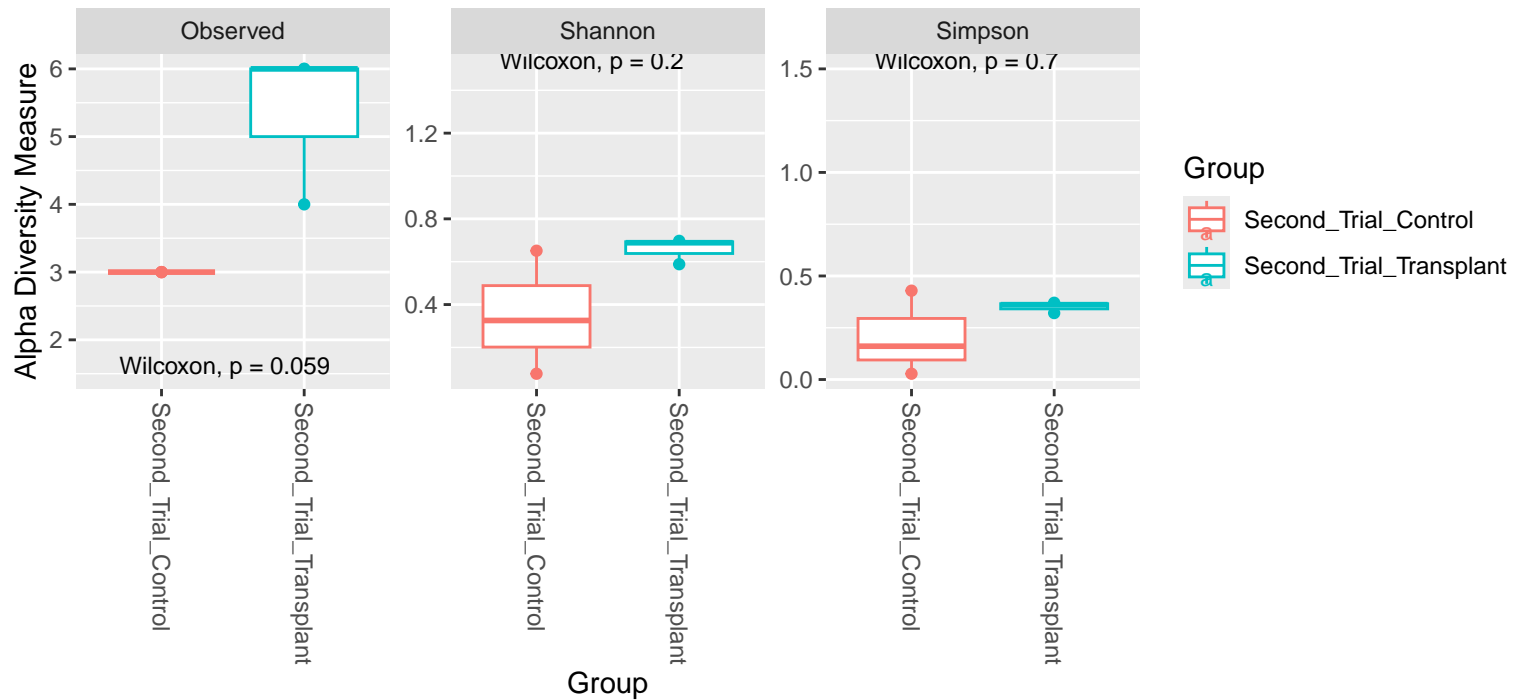 Observed
Shannon
Simpson
Alpha Diversity Measure
6
5
4
3
2
Wilcoxon, p = 0.059
Second_Trial_Control
Second_Trial_Transplant
Wilcoxon, p = 0.2
1.2
0.8
0.4
Second_Trial_Control
Second_Trial_Transplant
Wilcoxon, p = 0.7
1.5
1.0
0.5
0.0
Second_Trial_Control
Second_Trial_Transplant
Group
Group
a
Second_Trial_Control
a
Second_Trial_Transplant